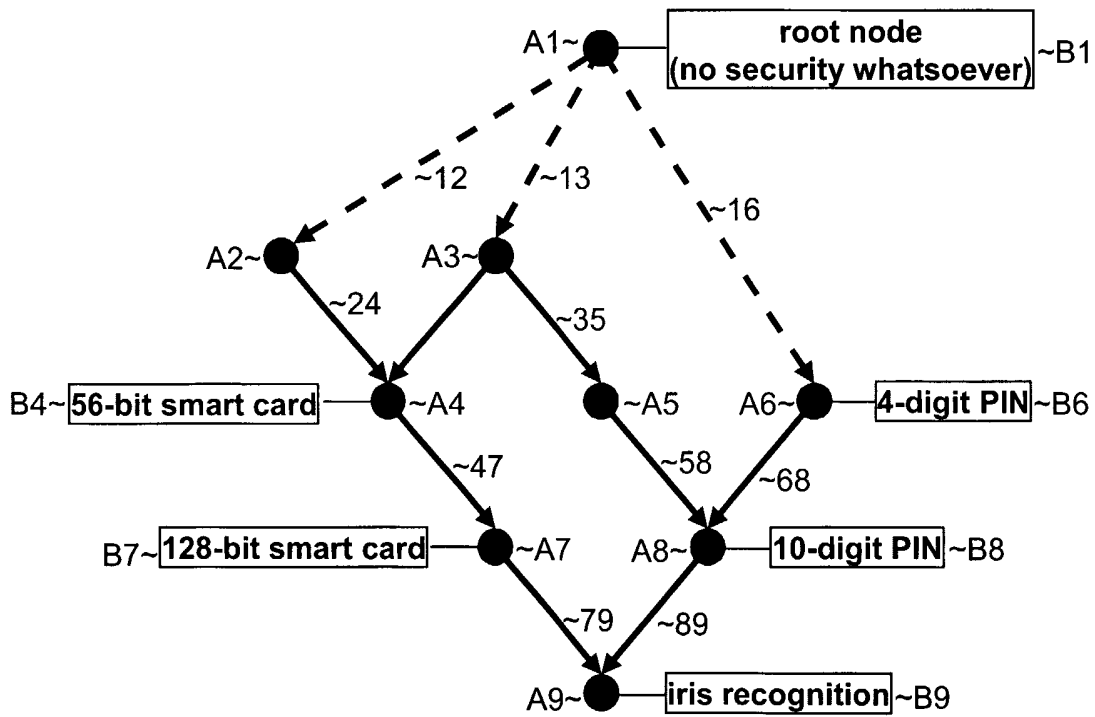 A1~
root node
(no security whatsoever)
~B1
~12
~13
~16
A2~
A3~
~24
~35
B4~
56-bit smart card
~A4
~A5
A6~
4-digit PIN
~B6
~47
~58
~68
B7~
128-bit smart card
~A7
A8~
10-digit PIN
~B8
~79
~89
A9~
iris recognition
~B9